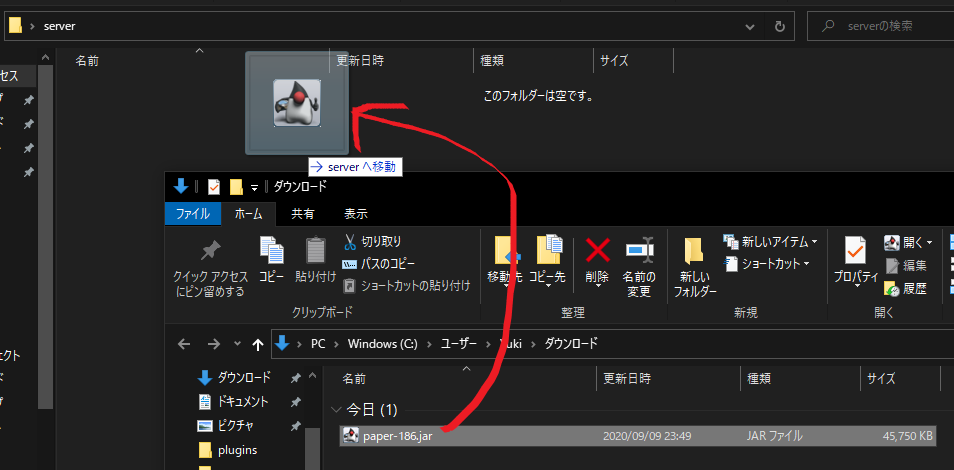 server
serverの検索
名前 更新日時 種類 サイズ
セス
このフォルダーは空です。
server へ移動
ダウンロード
ファイル ホーム 共有 表示
クイック アクセス
にピン留めする
コピー
貼り付け
切り取り
パスのコピー
ショートカットの貼り付け
クリップボード
移動先
コピー先
削除
名前の
変更
整理
新しい
フォルダー
新しいアイテム
ショートカット
新規
プロパティ
開く
編集
履歴
開く
PC Windows (C:) ユーザー Yuki ダウンロード
ェクト
ダウンロード
ドキュメント
ピクチャ
plugins
名前 更新日時 種類 サイズ
今日 (1)
paper-186.jar 2020/09/09 23:49 JAR ファイル 45,750 KB